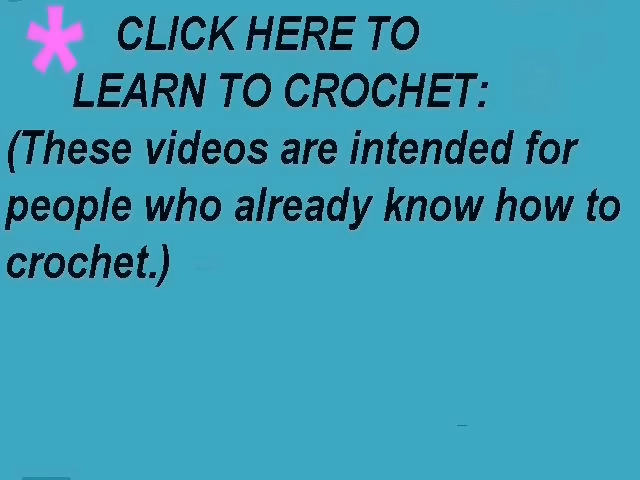 * CLICK HERE TO
LEARN TO CROCHET:
(These videos are intended for
people who already know how to
crochet.)